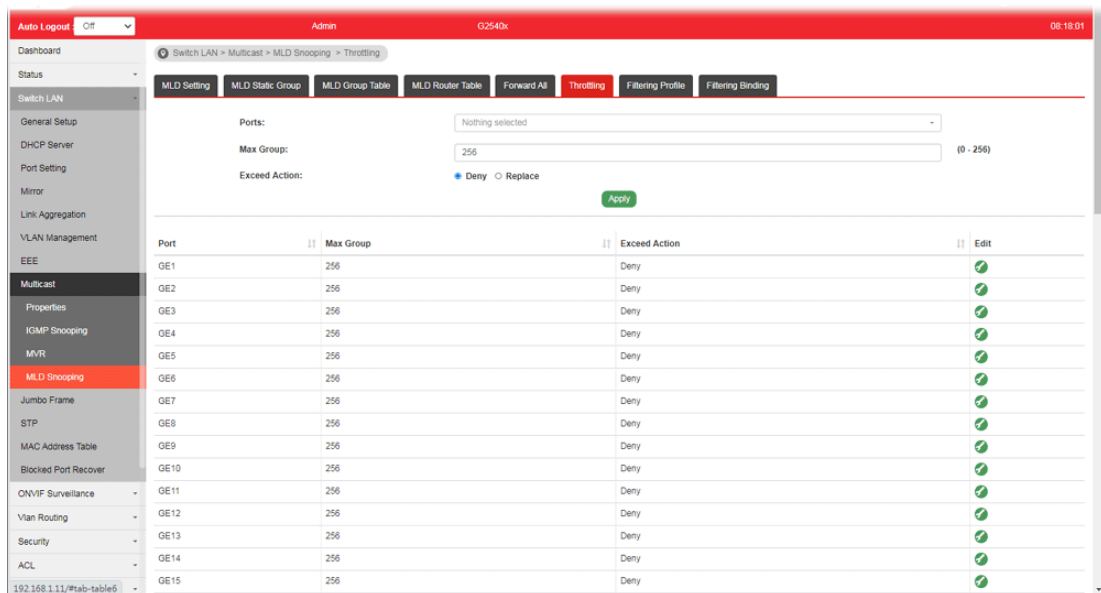 Auto Logout : Off Admin G2540x 08:18:01
Dashboard
Status
Switch LAN
General Setup
DHCP Server
Port Setting
Mirror
Link Aggregation
VLAN Management
EEE
Multicast
Properties
IGMP Snooping
MVR
MLD Snooping
Jumbo Frame
STP
MAC Address Table
Blocked Port Recover
ONVIF Surveillance
Vlan Routing
Security
ACL
192.168.1.11/#tab-table6
Switch LAN > Multicast > MLD Snooping > Throttling
MLD Setting MLD Static Group MLD Group Table MLD Router Table Forward All Throttling Filtering Profile Filtering Binding
Ports: Nothing selected
Max Group: 256 (0 - 256)
Exceed Action: Deny Replace
Apply
Port Max Group Exceed Action Edit
GE1 256 Deny
GE2 256 Deny
GE3 256 Deny
GE4 256 Deny
GE5 256 Deny
GE6 256 Deny
GE7 256 Deny
GE8 256 Deny
GE9 256 Deny
GE10 256 Deny
GE11 256 Deny
GE12 256 Deny
GE13 256 Deny
GE14 256 Deny
GE15 256 Deny